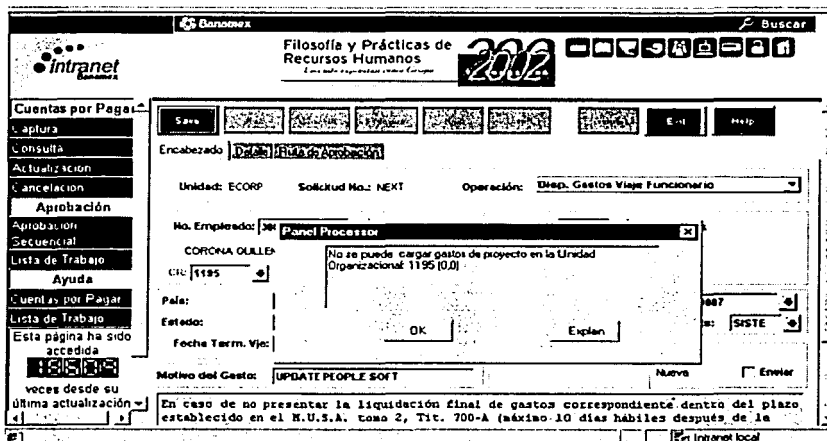 Banamex
Buscar
intranet
Banamex
Filosofía y Prácticas de
Recursos Humanos
2002
Cuentas por Pagar
Captura
Consulta
Actualización
Cancelación
Aprobación
Aprobación
Secuencial
Lista de Trabajo
Ayuda
Cuentas por Pagar
Lista de Trabajo
Esta página ha sido
accedida
veces desde su
última actualización
Save
Exit
Help
Encabezado
Detalle
Ruta de Aprobación
Unidad: ECORP
Solicitud No.: NEXT
Operación:
Disp. Gastos Viaje Funcionario
No. Empleado:
CORONA
CR: 1195
País:
Estado:
Fecha Term. Vje:
Panel Processor
No se puede cargar gastos de proyecto en la Unidad
Organizacional: 1195 (0,0)
OK
Explain
SISTE
Motivo del Gasto: UPDATE PEOPLE SOFT
Nueva
Enviar
En caso de no presentar la liquidación final de gastos correspondiente dentro del plazo
establecido en el M.U.S.A. tomo 2, Tit. 700-A (máximo 10 días hábiles después de la
Intranet local